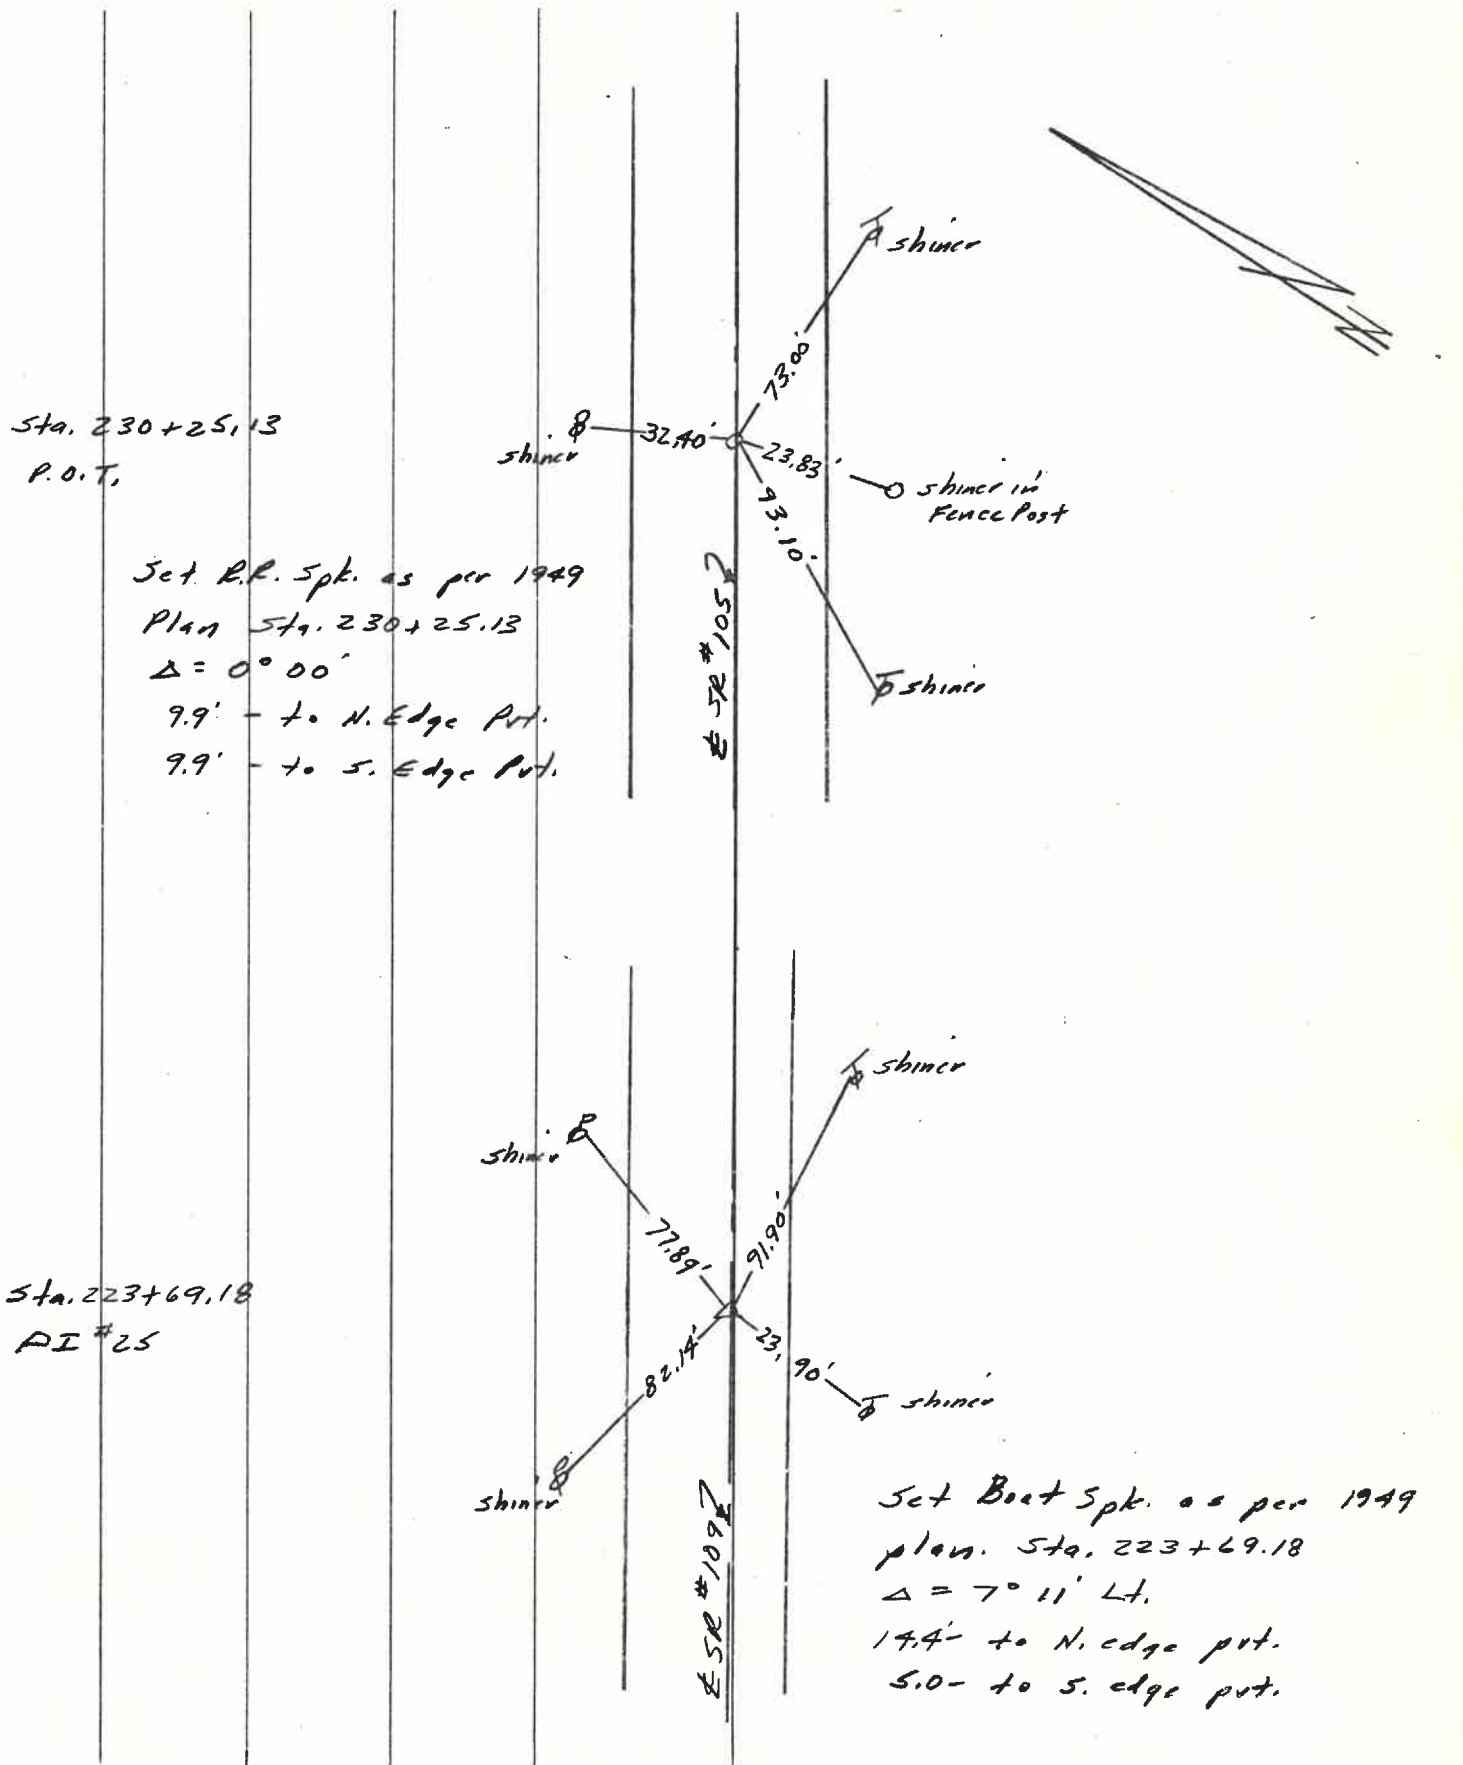 shiner
Sta. 230+25.13
P.O.T.
shiner
32.40'
73.00'
23.83'
93.10'
shiner in
Fence Post
shiner
Set R.R. Spk. as per 1949
Plan Sta. 230+25.13
Δ = 0° 00'
9.9' - to N. Edge Pvt.
9.9' - to S. Edge Pvt.
℄ SR #105
shiner
shiner
77.89'
91.90'
Sta. 223+69.18
PI #25
82.14'
23.90'
shiner
shiner
℄ SR #109
Set Boat Spk. as per 1949
plan. Sta. 223+69.18
Δ = 7° 11' Lt.
14.4- to N. edge pvt.
5.0- to S. edge pvt.